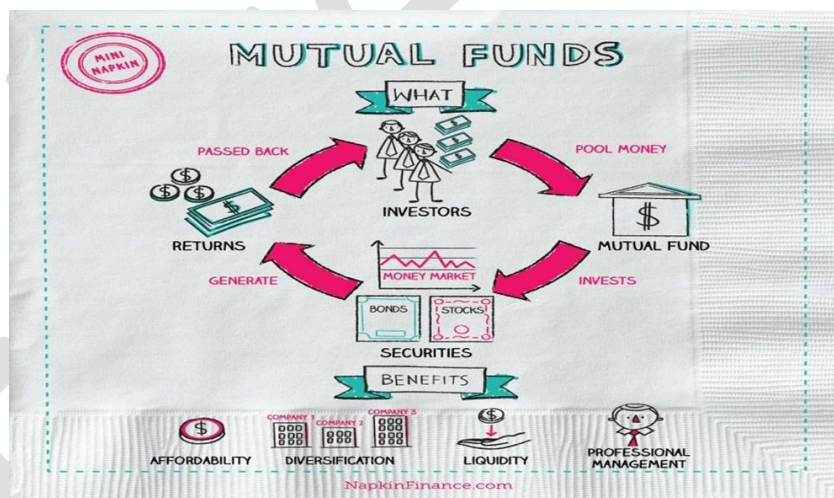 MINI
NAPKIN
MUTUAL FUNDS
WHAT
PASSED BACK
POOL MONEY
INVESTORS
RETURNS
$
MUTUAL FUND
GENERATE
MONEY MARKET
INVESTS
BONDS
STOCKS
SECURITIES
BENEFITS
COMPANY 1
COMPANY 2
COMPANY 3
$
$
AFFORDABILITY
DIVERSIFICATION
LIQUIDITY
PROFESSIONAL
MANAGEMENT
NapkinFinance.com